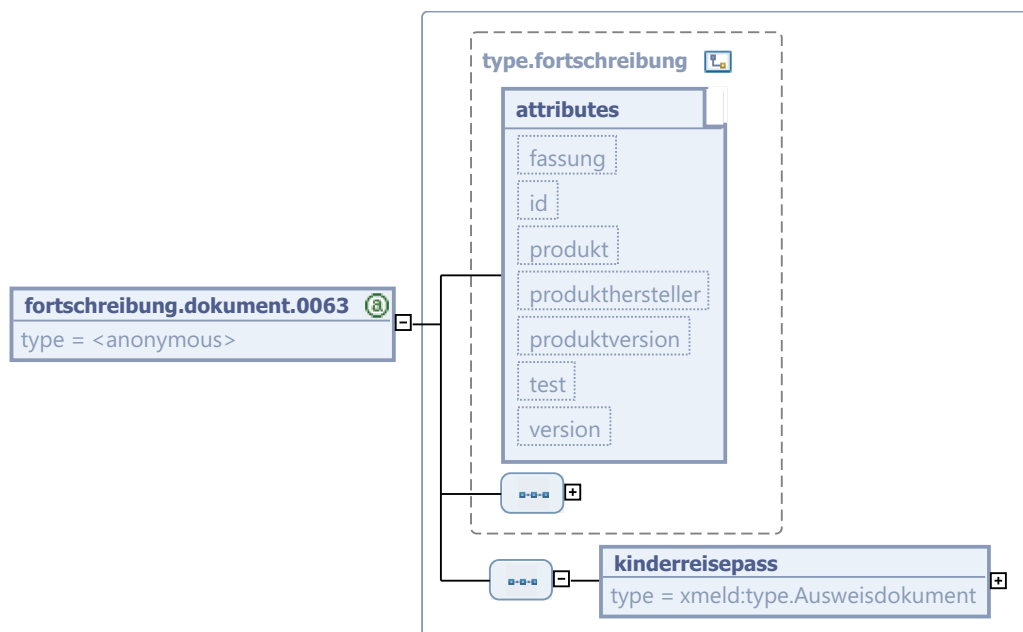 type.fortschreibung
attributes
fassung
id
produkt
produkthersteller
produktversion
test
version
fortschreibung.dokument.0063
type = <anonymous>
kinderreisepass
type = xmeld:type.Ausweisdokument